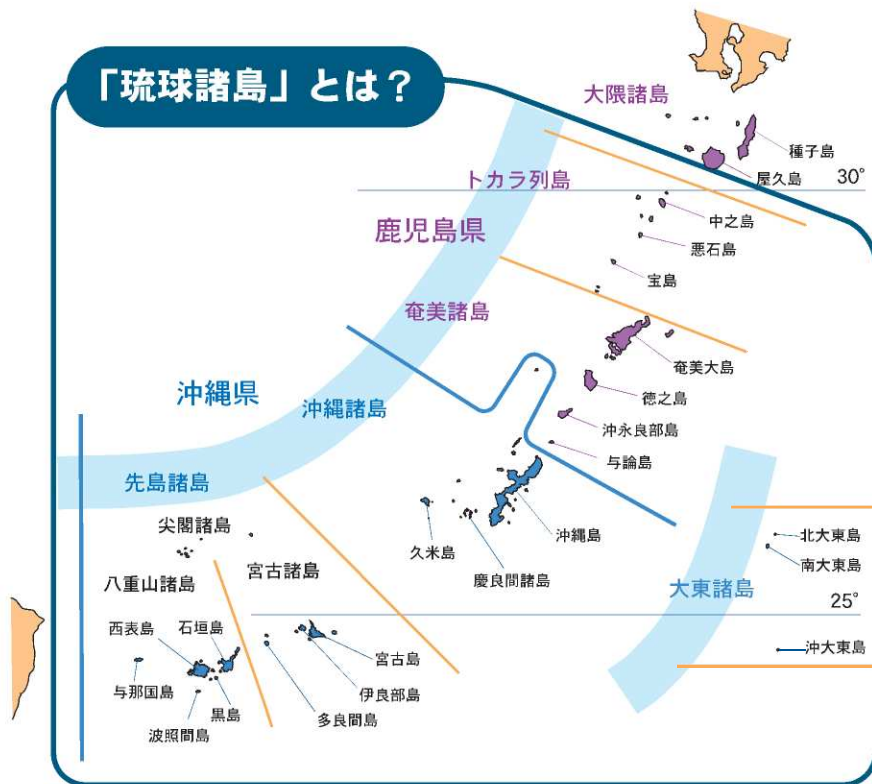 「琉球諸島」とは？
大隈諸島
種子島
屋久島
30°
トカラ列島
中之島
鹿児島県
悪石島
宝島
奄美諸島
奄美大島
徳之島
沖縄県
沖縄諸島
沖永良部島
与論島
先島諸島
尖閣諸島
沖縄島
北大東島
久米島
南大東島
宮古諸島
慶良間諸島
八重山諸島
大東諸島
25°
西表島
石垣島
沖大東島
宮古島
与那国島
伊良部島
黒島
多良間島
波照間島